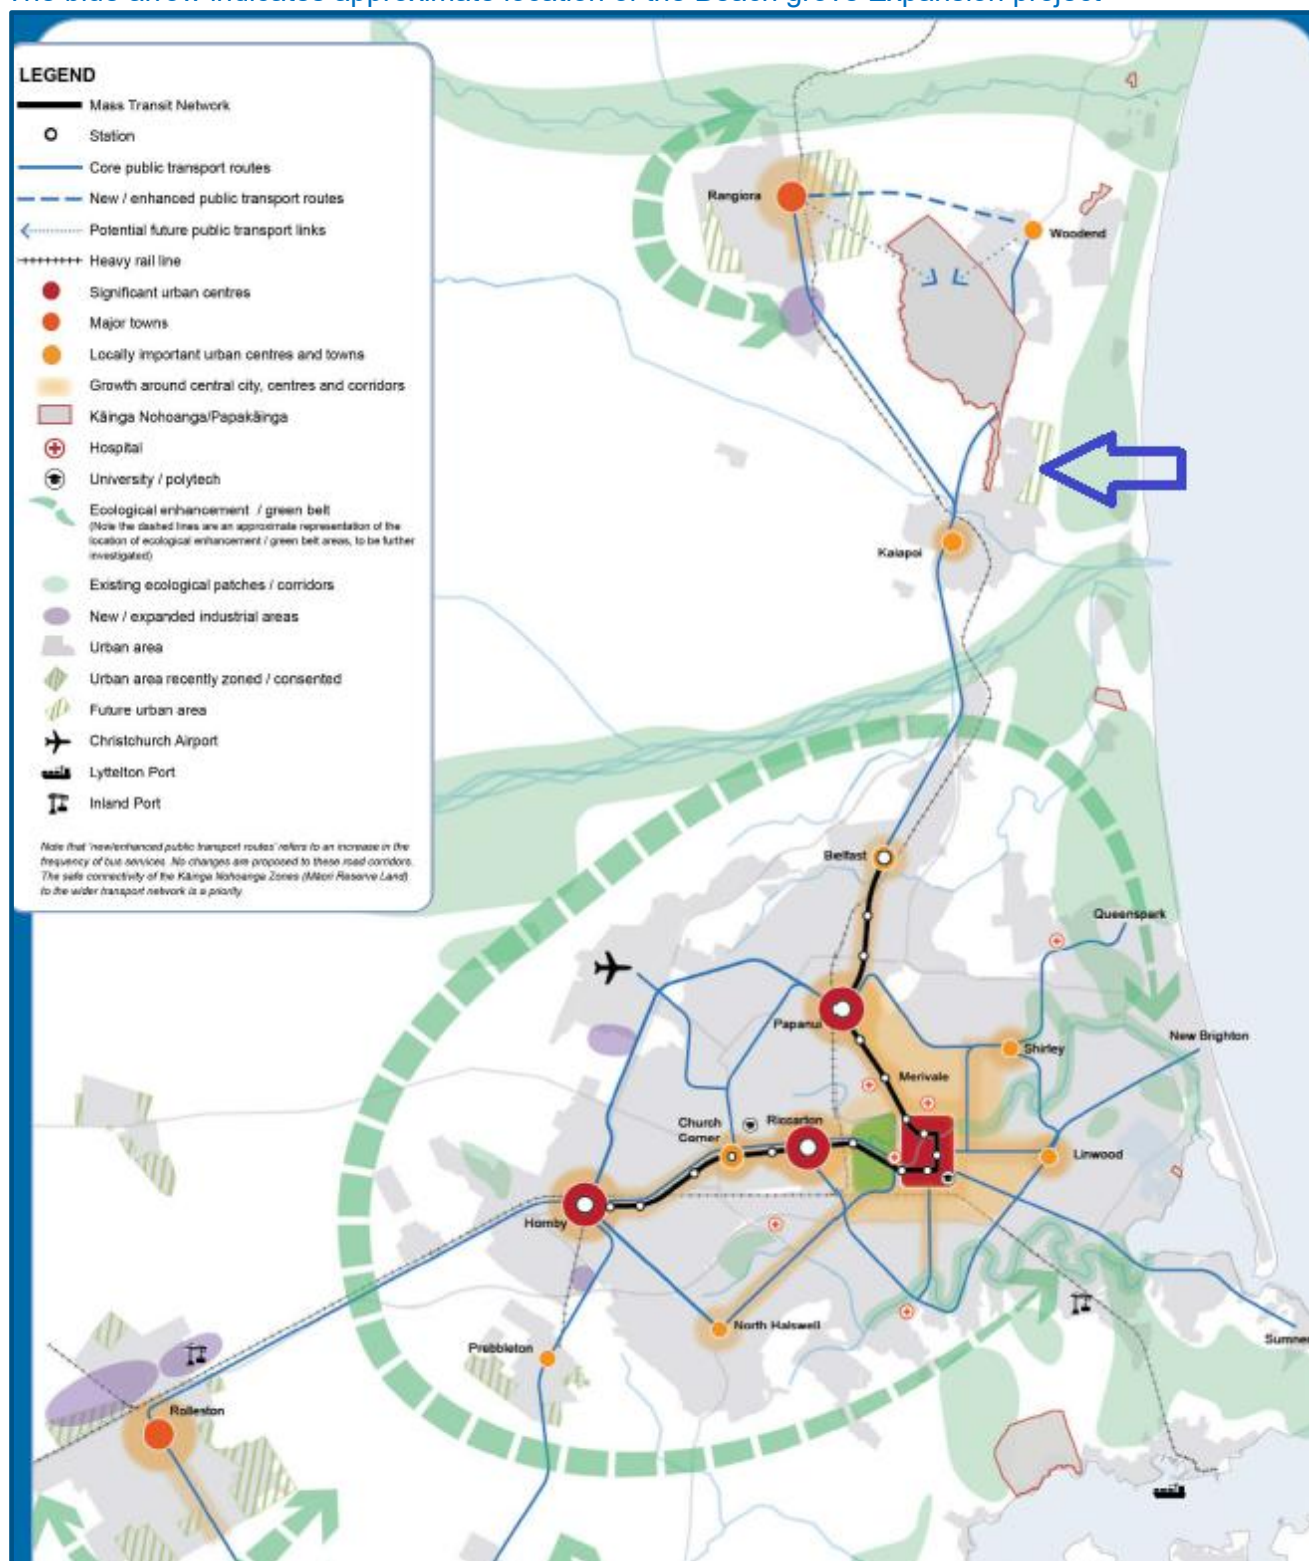 The blue arrow indicates approximate location of the Beach grove Expansion project
LEGEND
Mass Transit Network
Station
Core public transport routes
New / enhanced public transport routes
Potential future public transport links
Heavy rail line
Significant urban centres
Major towns
Locally important urban centres and towns
Growth around central city, centres and corridors
Kāinga Nohoanga/Papakāinga
Hospital
University / polytech
Ecological enhancement / green belt
(Note the dashed lines are an approximate representation of the
location of ecological enhancement / green belt areas, to be further
investigated)
Existing ecological patches / corridors
New / expanded industrial areas
Urban area
Urban area recently zoned / consented
Future urban area
Christchurch Airport
Lyttelton Port
Inland Port
Note that 'new/enhanced public transport routes' refers to an increase in the
frequency of bus services. No changes are proposed to these road corridors.
The safe connectivity of the Kāinga Nohoanga Zones (Māori Reserve Land)
to the wider transport network is a priority.
Rangiora
Woodend
Kaiapoi
Belfast
Queenspark
Papanui
Shirley
New Brighton
Merivale
Church
Corner
Riccarton
Linwood
Hornby
North Halswell
Prebbleton
Sumner
Rolleston